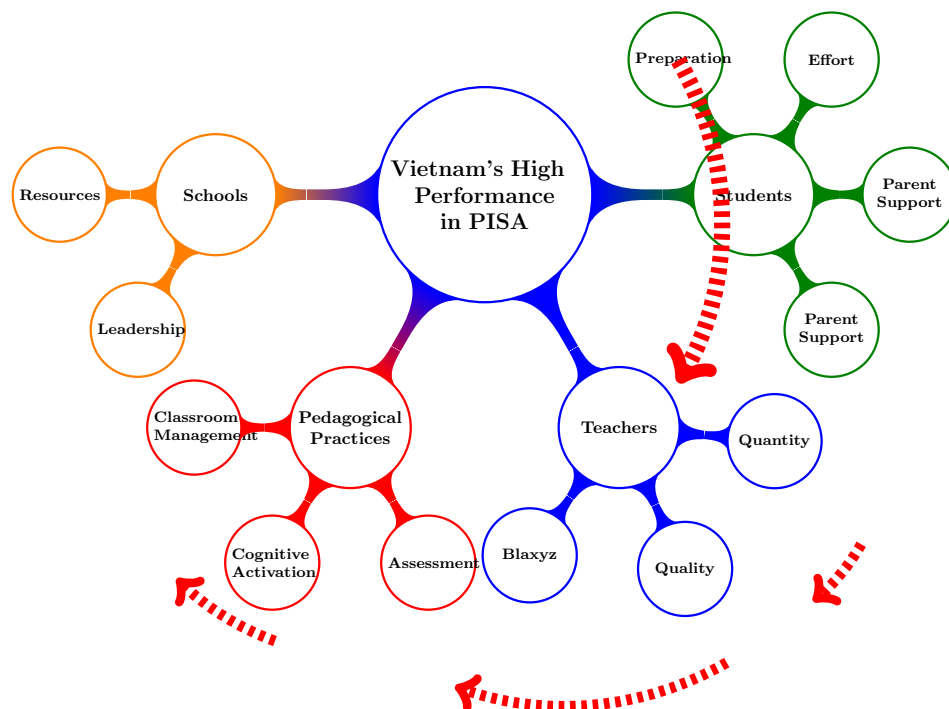 Preparation
Effort
Vietnam's High
Performance
in PISA
Resources
Schools
Students
Parent
Support
Leadership
Parent
Support
Classroom
Management
Pedagogical
Practices
Teachers
Quantity
Cognitive
Activation
Assessment
Blaxyz
Quality